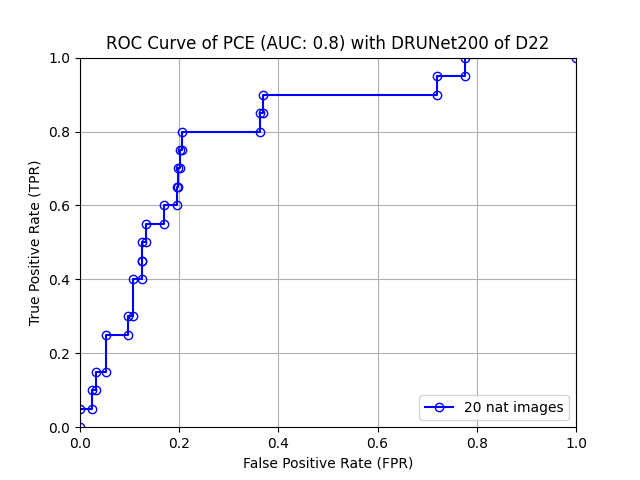 ROC Curve of PCE (AUC: 0.8) with DRUNet200 of D22
1.0
0.8
0.6
0.4
0.2
0.0
True Positive Rate (TPR)
20 nat images
0.0 0.2 0.4 0.6 0.8 1.0
False Positive Rate (FPR)